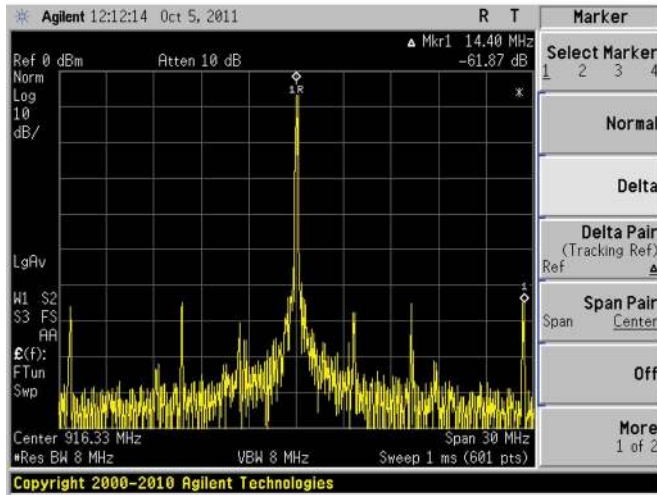 Agilent 12:12:14 Oct 5, 2011 R T
Marker
Δ Mkr1 14.40 MHz
Ref 0 dBm Atten 10 dB -61.87 dB
Norm
Log
10
dB/
LgAv
W1 S2
S3 FS
AA
£(f):
FTun
Swp
1R
*
1
Center 916.33 MHz Span 30 MHz
#Res BW 8 MHz VBW 8 MHz Sweep 1 ms (601 pts)
Copyright 2000-2010 Agilent Technologies
Select Marker
1 2 3 4
Normal
Delta
Delta Pair
(Tracking Ref)
Ref Δ
Span Pair
Span Center
Off
More
1 of 2